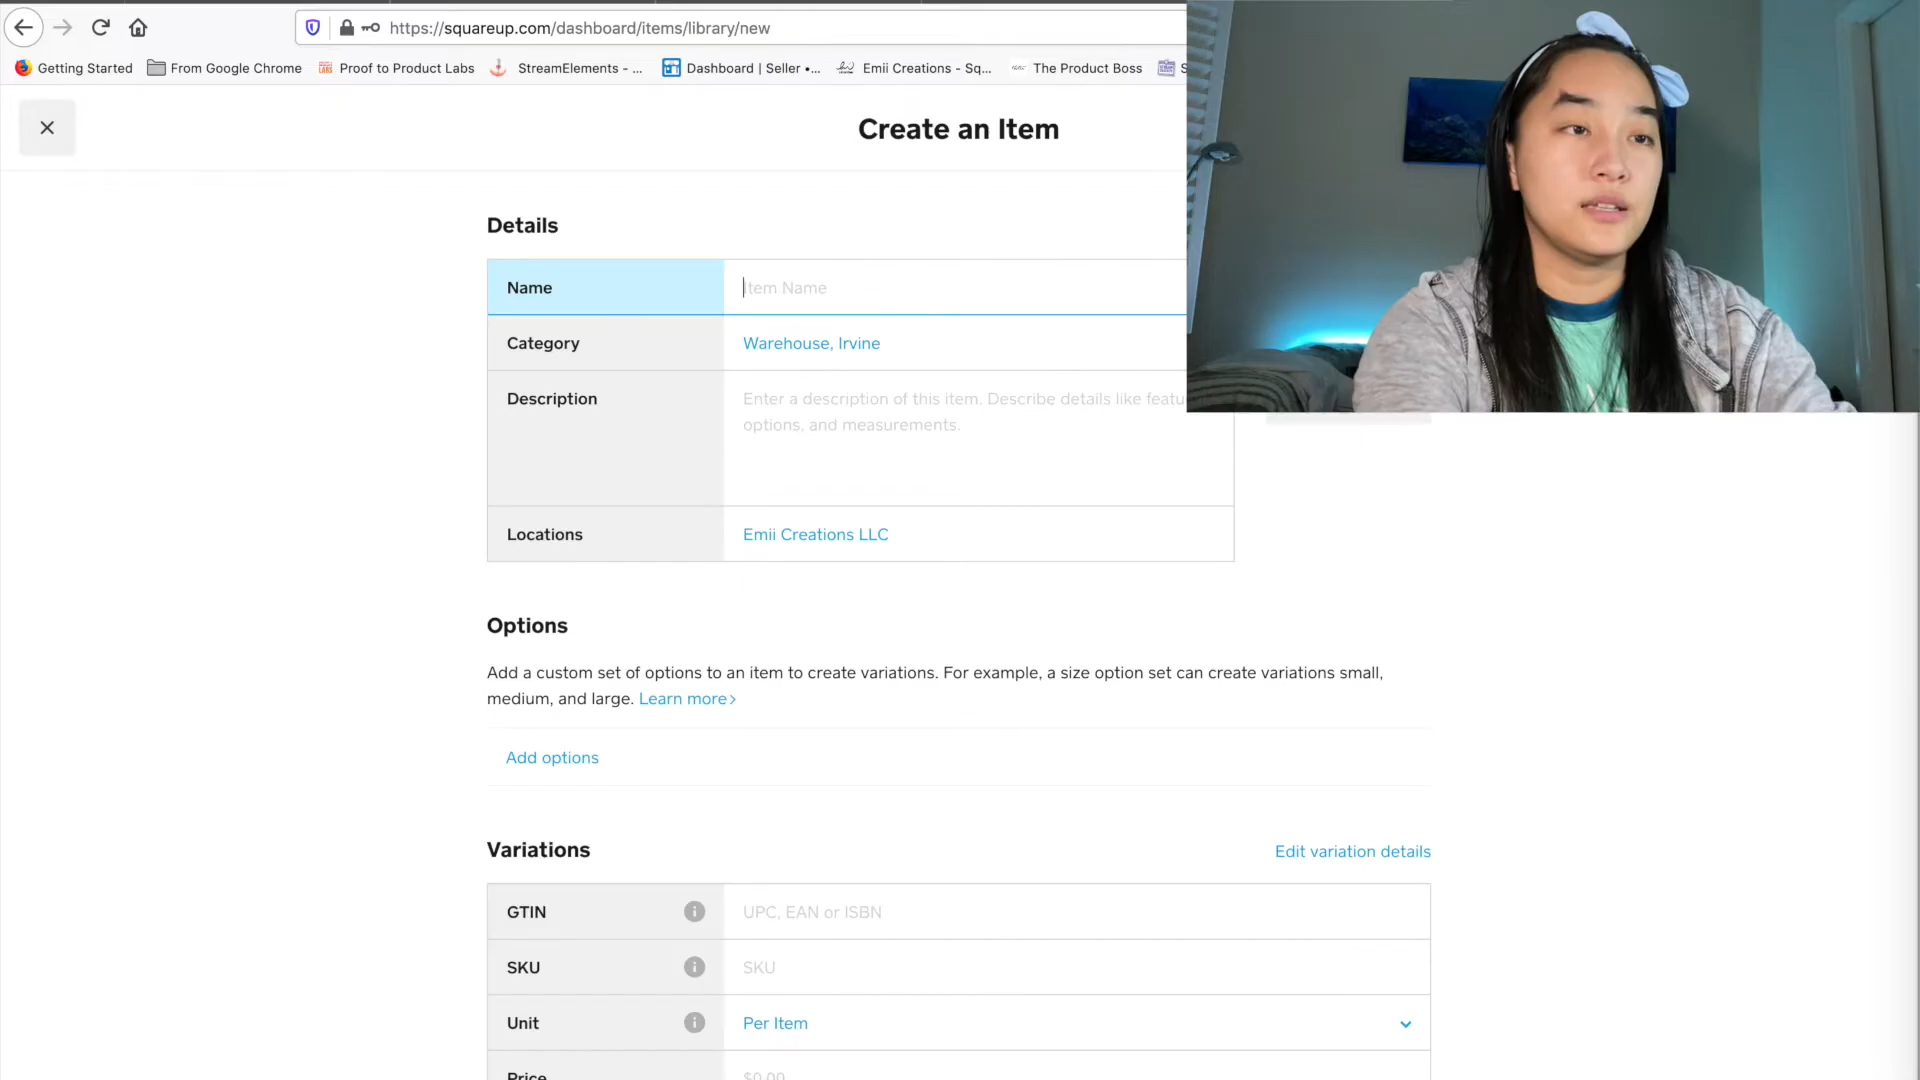 https://squareup.com/dashboard/items/library/new
Getting Started From Google Chrome Proof to Product Labs StreamElements - ... Dashboard | Seller •... Emii Creations - Sq... The Product Boss S
Create an Item
Details
Name Item Name
Category Warehouse, Irvine
Description Enter a description of this item. Describe details like featu
options, and measurements.
Locations Emii Creations LLC
Options
Add a custom set of options to an item to create variations. For example, a size option set can create variations small,
medium, and large. Learn more>
Add options
Variations Edit variation details
GTIN UPC, EAN or ISBN
SKU SKU
Unit Per Item
Price $0.00